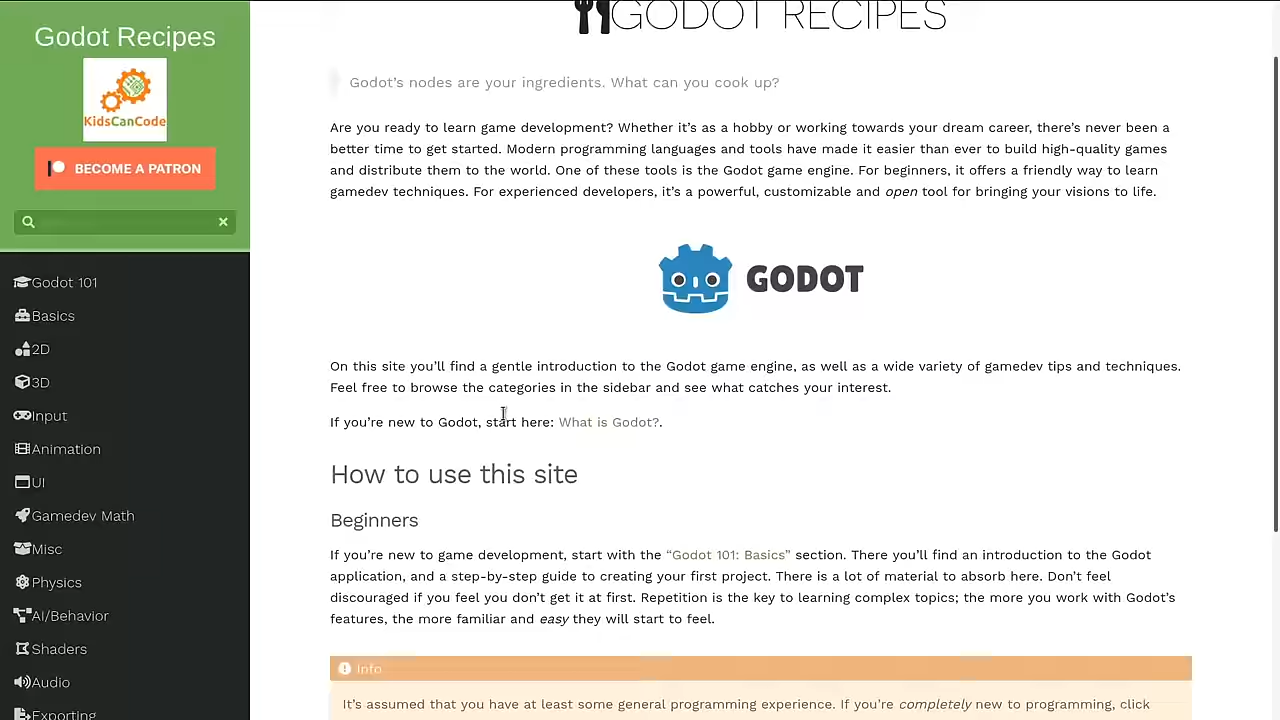 Godot Recipes
KidsCanCode
BECOME A PATRON
Godot 101
Basics
2D
3D
Input
Animation
UI
Gamedev Math
Misc
Physics
AI/Behavior
Shaders
Audio
Exporting
GODOT RECIPES
Godot’s nodes are your ingredients. What can you cook up?
Are you ready to learn game development? Whether it’s as a hobby or working towards your dream career, there’s never been a
better time to get started. Modern programming languages and tools have made it easier than ever to build high-quality games
and distribute them to the world. One of these tools is the Godot game engine. For beginners, it offers a friendly way to learn
gamedev techniques. For experienced developers, it’s a powerful, customizable and open tool for bringing your visions to life.
GODOT
On this site you’ll find a gentle introduction to the Godot game engine, as well as a wide variety of gamedev tips and techniques.
Feel free to browse the categories in the sidebar and see what catches your interest.
If you’re new to Godot, start here: What is Godot?.
How to use this site
Beginners
If you’re new to game development, start with the “Godot 101: Basics” section. There you’ll find an introduction to the Godot
application, and a step-by-step guide to creating your first project. There is a lot of material to absorb here. Don’t feel
discouraged if you feel you don’t get it at first. Repetition is the key to learning complex topics; the more you work with Godot’s
features, the more familiar and easy they will start to feel.
Info
It’s assumed that you have at least some general programming experience. If you’re completely new to programming, click